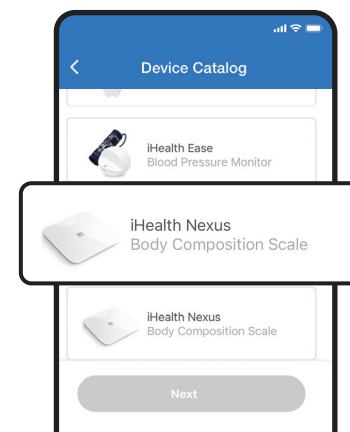 Device Catalog
iHealth Ease
Blood Pressure Monitor
iHealth Nexus
Body Composition Scale
iHealth Nexus
Body Composition Scale
Next